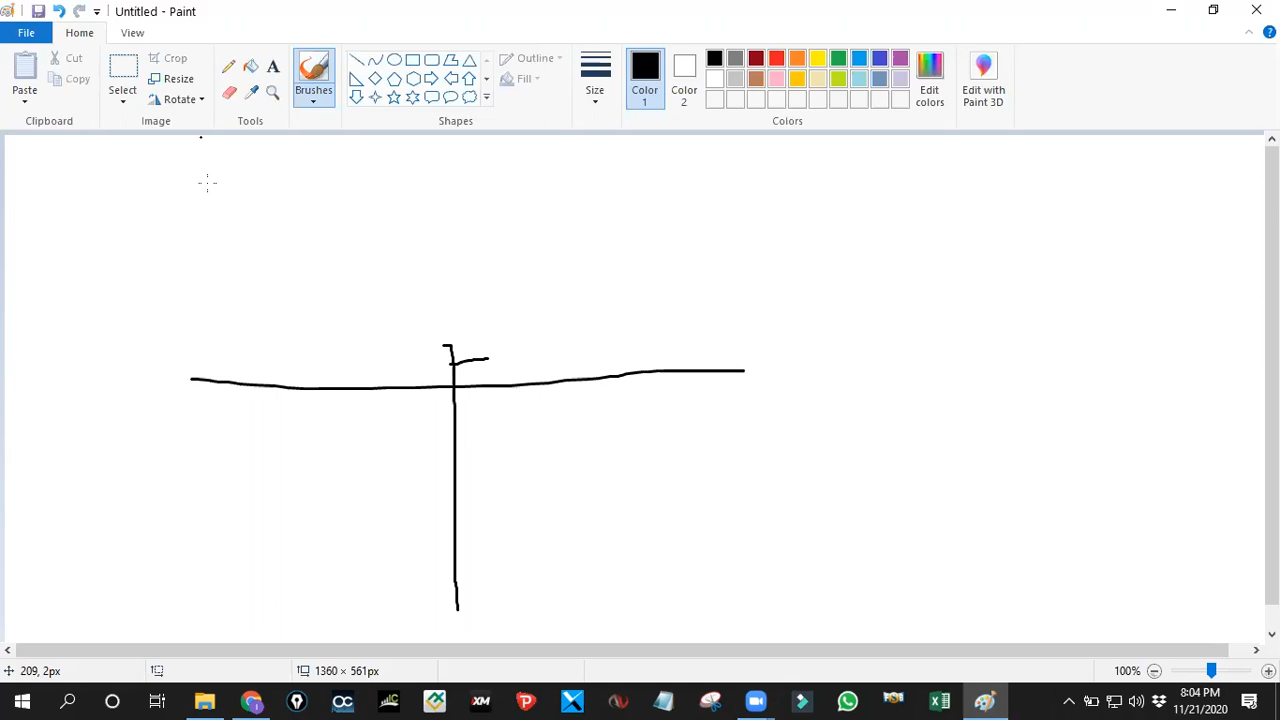 Untitled - Paint
File
Home
View
Paste
Cut
Copy
Clipboard
Select
Crop
Resize
Rotate
Image
A
Tools
Brushes
Outline
Fill
Shapes
Size
Color
1
Color
2
Edit
colors
Colors
Edit with
Paint 3D
209, 2px
1360 × 561px
100%
OC
XM
8:04 PM
11/21/2020